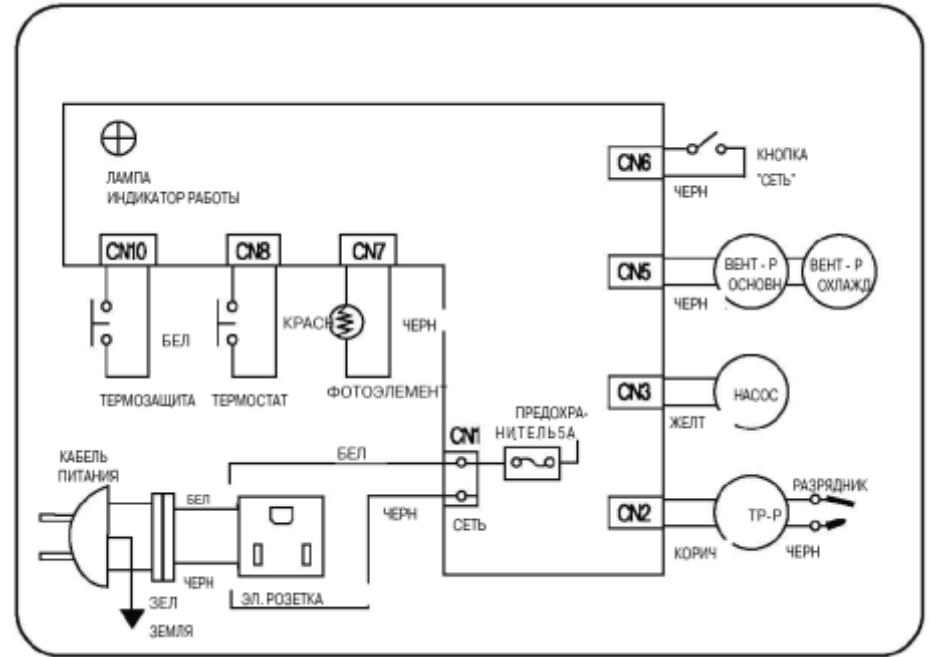 ЛАМПА
ИНДИКАТОР РАБОТЫ
CN6
КНОПКА
"СЕТЬ"
ЧЕРН
CN10
CN8
CN7
CN5
ВЕНТ - Р
ОСНОВН
ВЕНТ - Р
ОХЛАЖД
ЧЕРН
БЕЛ
КРАСН
ЧЕРН
ТЕРМОЗАЩИТА
ТЕРМОСТАТ
ФОТОЭЛЕМЕНТ
CN3
НАСОС
ЖЕЛТ
ПРЕДОХРА-
НИТЕЛЬ5А
CN1
БЕЛ
КАБЕЛЬ
ПИТАНИЯ
БЕЛ
ЧЕРН
СЕТЬ
CN2
ТР-Р
РАЗРЯДНИК
КОРИЧ
ЧЕРН
ЧЕРН
ЗЕЛ
ЭЛ. РОЗЕТКА
ЗЕМЛЯ